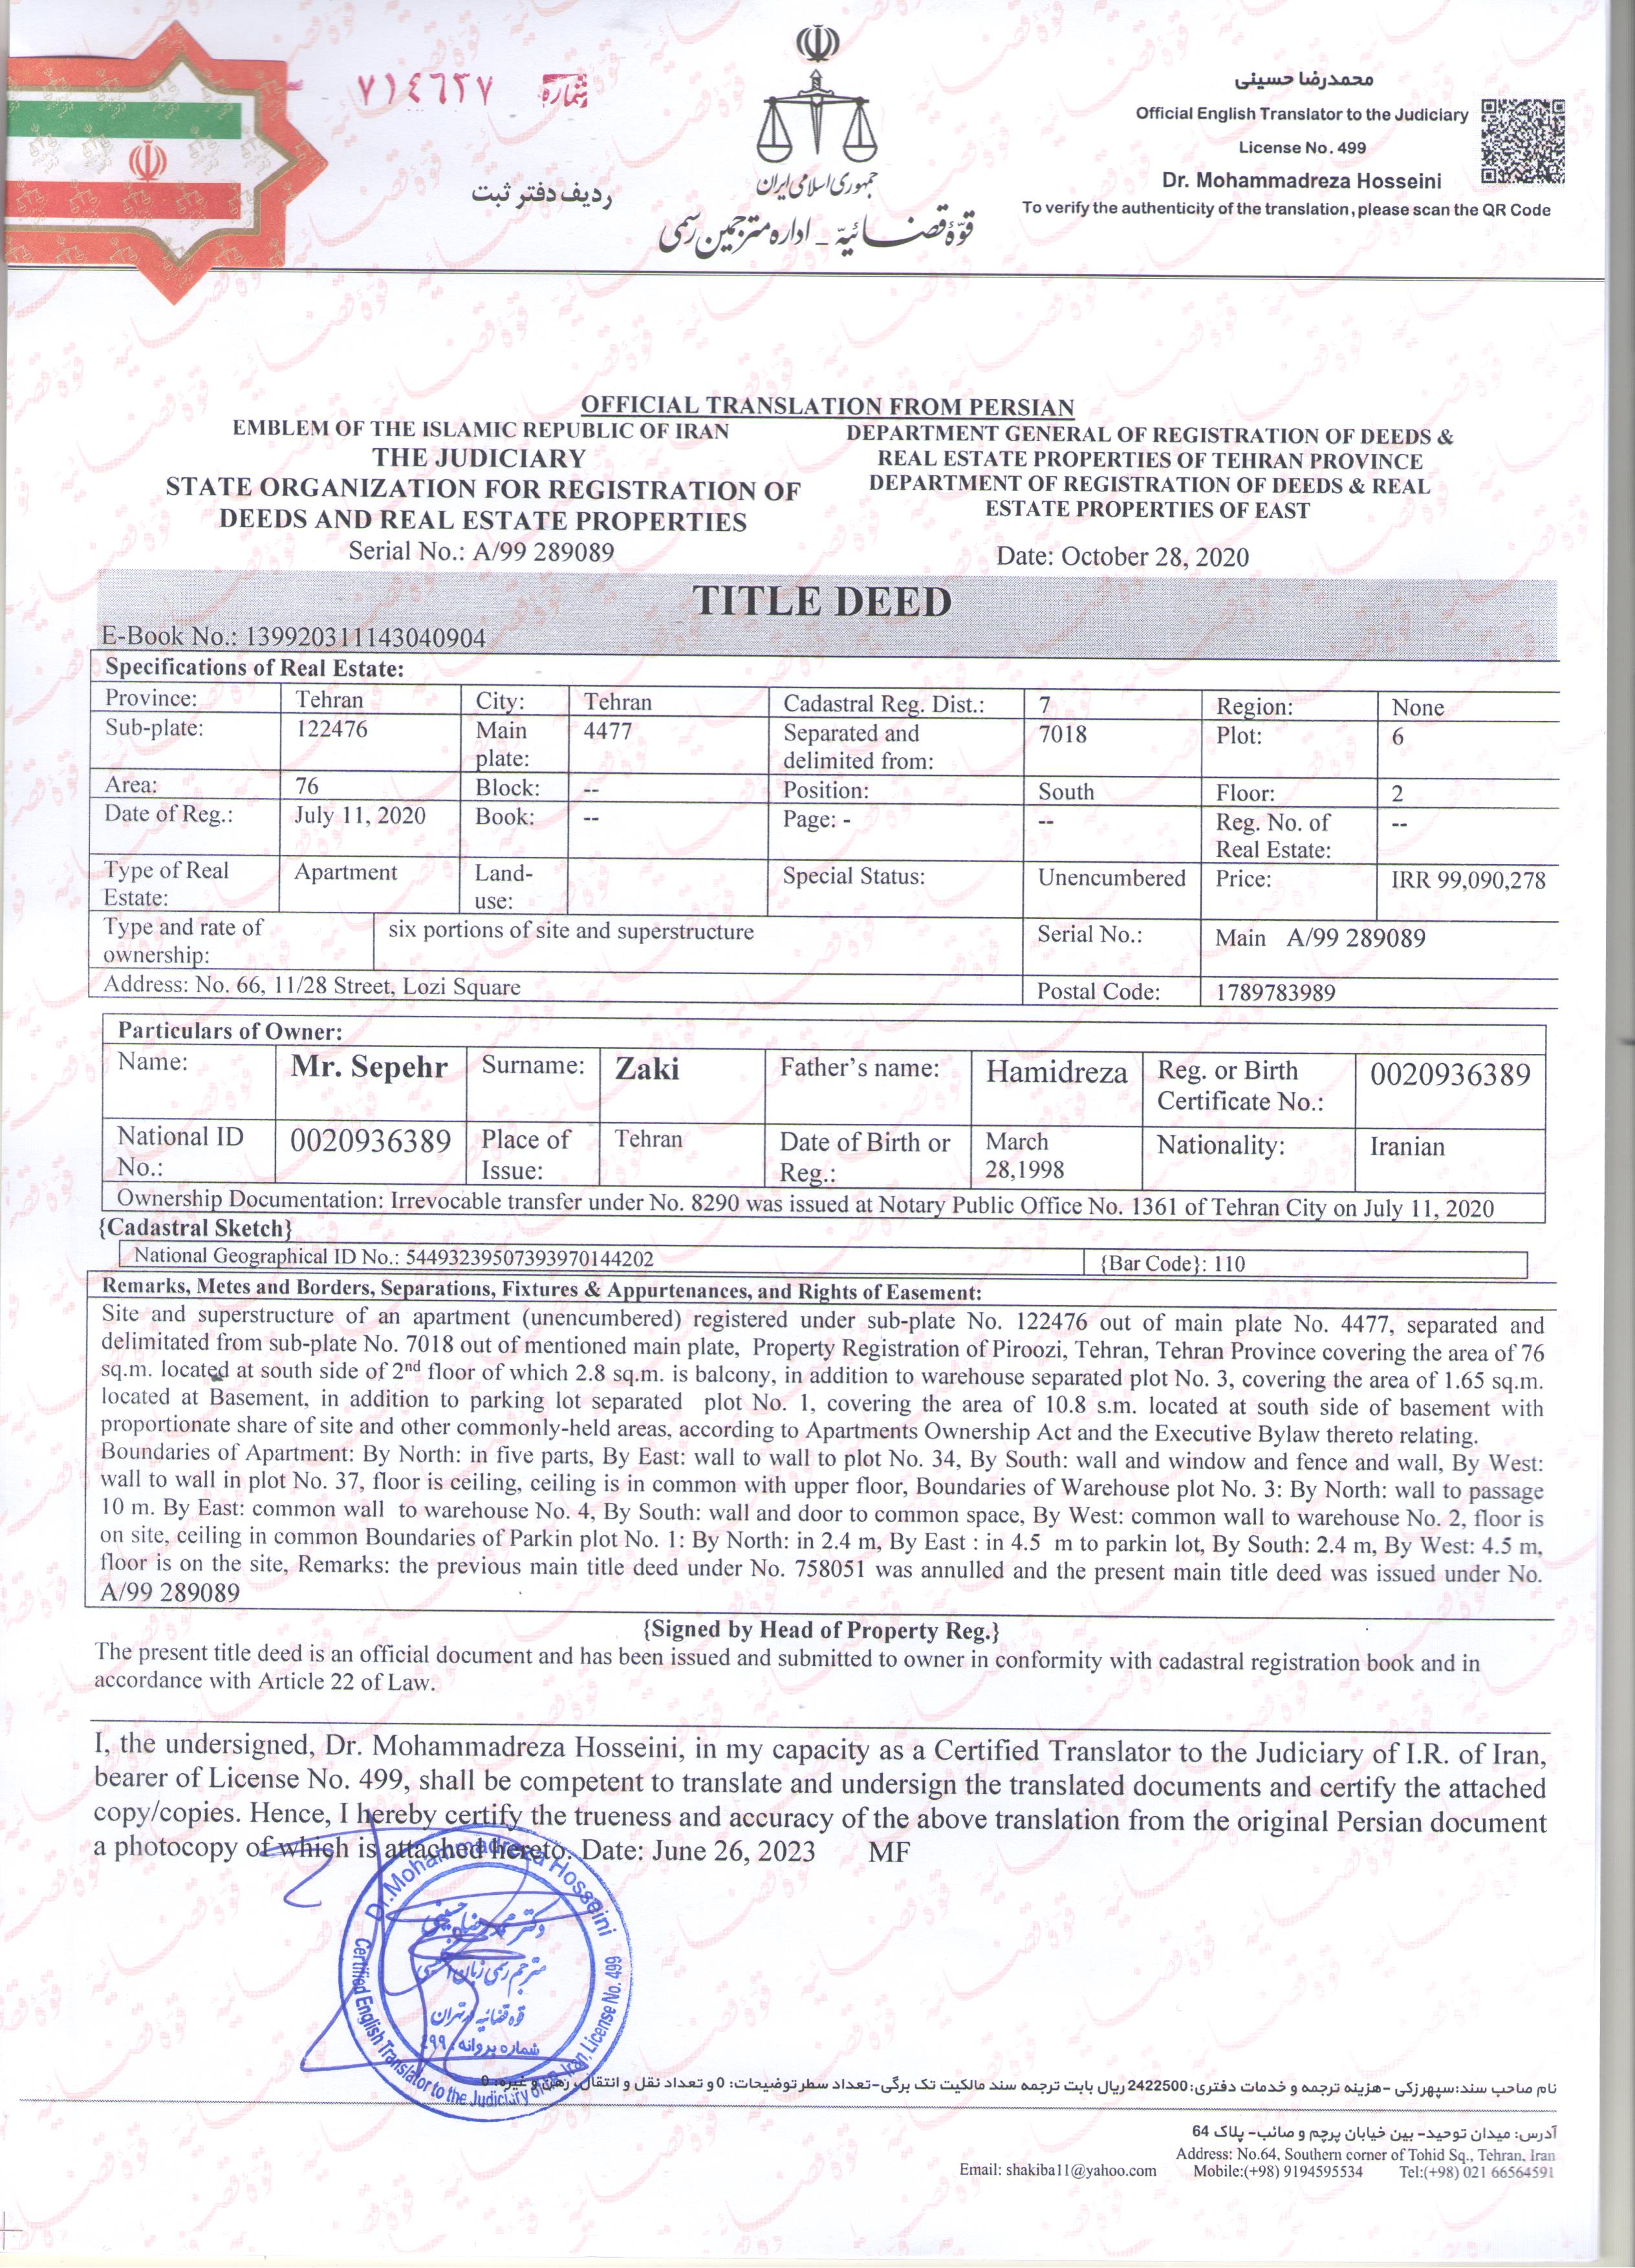 شماره ۷۱٤٦٢٧
ردیف دفتر ثبت
جمهوری اسلامی ایران
قوّۀ قضـائیّه ـ اداره مترجمین رسمی
محمدرضا حسینی
Official English Translator to the Judiciary
License No. 499
Dr. Mohammadreza Hosseini
To verify the authenticity of the translation, please scan the QR Code
OFFICIAL TRANSLATION FROM PERSIAN
EMBLEM OF THE ISLAMIC REPUBLIC OF IRAN
THE JUDICIARY
STATE ORGANIZATION FOR REGISTRATION OF
DEEDS AND REAL ESTATE PROPERTIES
Serial No.: A/99 289089
DEPARTMENT GENERAL OF REGISTRATION OF DEEDS &
REAL ESTATE PROPERTIES OF TEHRAN PROVINCE
DEPARTMENT OF REGISTRATION OF DEEDS & REAL
ESTATE PROPERTIES OF EAST
Date: October 28, 2020
TITLE DEED
E-Book No.: 139920311143040904
Specifications of Real Estate:
Province: Tehran City: Tehran Cadastral Reg. Dist.: 7 Region: None
Sub-plate: 122476 Main plate: 4477 Separated and delimited from: 7018 Plot: 6
Area: 76 Block: -- Position: South Floor: 2
Date of Reg.: July 11, 2020 Book: -- Page: - -- Reg. No. of Real Estate: --
Type of Real Estate: Apartment Land-use: Special Status: Unencumbered Price: IRR 99,090,278
Type and rate of ownership: six portions of site and superstructure Serial No.: Main A/99 289089
Address: No. 66, 11/28 Street, Lozi Square Postal Code: 1789783989
Particulars of Owner:
Name: Mr. Sepehr Surname: Zaki Father's name: Hamidreza Reg. or Birth Certificate No.: 0020936389
National ID No.: 0020936389 Place of Issue: Tehran Date of Birth or Reg.: March 28,1998 Nationality: Iranian
Ownership Documentation: Irrevocable transfer under No. 8290 was issued at Notary Public Office No. 1361 of Tehran City on July 11, 2020
{Cadastral Sketch}
National Geographical ID No.: 54493239507393970144202 {Bar Code}: 110
Remarks, Metes and Borders, Separations, Fixtures & Appurtenances, and Rights of Easement:
Site and superstructure of an apartment (unencumbered) registered under sub-plate No. 122476 out of main plate No. 4477, separated and
delimitated from sub-plate No. 7018 out of mentioned main plate, Property Registration of Piroozi, Tehran, Tehran Province covering the area of 76
sq.m. located at south side of 2nd floor of which 2.8 sq.m. is balcony, in addition to warehouse separated plot No. 3, covering the area of 1.65 sq.m.
located at Basement, in addition to parking lot separated plot No. 1, covering the area of 10.8 s.m. located at south side of basement with
proportionate share of site and other commonly-held areas, according to Apartments Ownership Act and the Executive Bylaw thereto relating.
Boundaries of Apartment: By North: in five parts, By East: wall to wall to plot No. 34, By South: wall and window and fence and wall, By West:
wall to wall in plot No. 37, floor is ceiling, ceiling is in common with upper floor, Boundaries of Warehouse plot No. 3: By North: wall to passage
10 m. By East: common wall to warehouse No. 4, By South: wall and door to common space, By West: common wall to warehouse No. 2, floor is
on site, ceiling in common Boundaries of Parkin plot No. 1: By North: in 2.4 m, By East : in 4.5 m to parkin lot, By South: 2.4 m, By West: 4.5 m,
floor is on the site, Remarks: the previous main title deed under No. 758051 was annulled and the present main title deed was issued under No.
A/99 289089
{Signed by Head of Property Reg.}
The present title deed is an official document and has been issued and submitted to owner in conformity with cadastral registration book and in
accordance with Article 22 of Law.
I, the undersigned, Dr. Mohammadreza Hosseini, in my capacity as a Certified Translator to the Judiciary of I.R. of Iran,
bearer of License No. 499, shall be competent to translate and undersign the translated documents and certify the attached
copy/copies. Hence, I hereby certify the trueness and accuracy of the above translation from the original Persian document
a photocopy of which is attached hereto. Date: June 26, 2023 MF
Dr.Mohammadreza Hosseini
Certified English Translator to the Judiciary of I.R. Iran, License No. 499
دکتر محمدرضا حسینی
مترجم رسمی زبان انگلیسی
قوه قضائیه در تهران
شماره پروانه: ۴۹۹
نام صاحب سند:سپهر زکی -هزینه ترجمه و خدمات دفتری:2422500 ریال بابت ترجمه سند مالکیت تک برگی-تعداد سطر توضیحات: 0 و تعداد نقل و انتقال، رهن و غیره: 0
آدرس: میدان توحید- بین خیابان پرچم و صائب- پلاک 64
Address: No.64, Southern corner of Tohid Sq., Tehran, Iran
Email: shakiba11@yahoo.com Mobile:(+98) 9194595534 Tel:(+98) 021 66564591